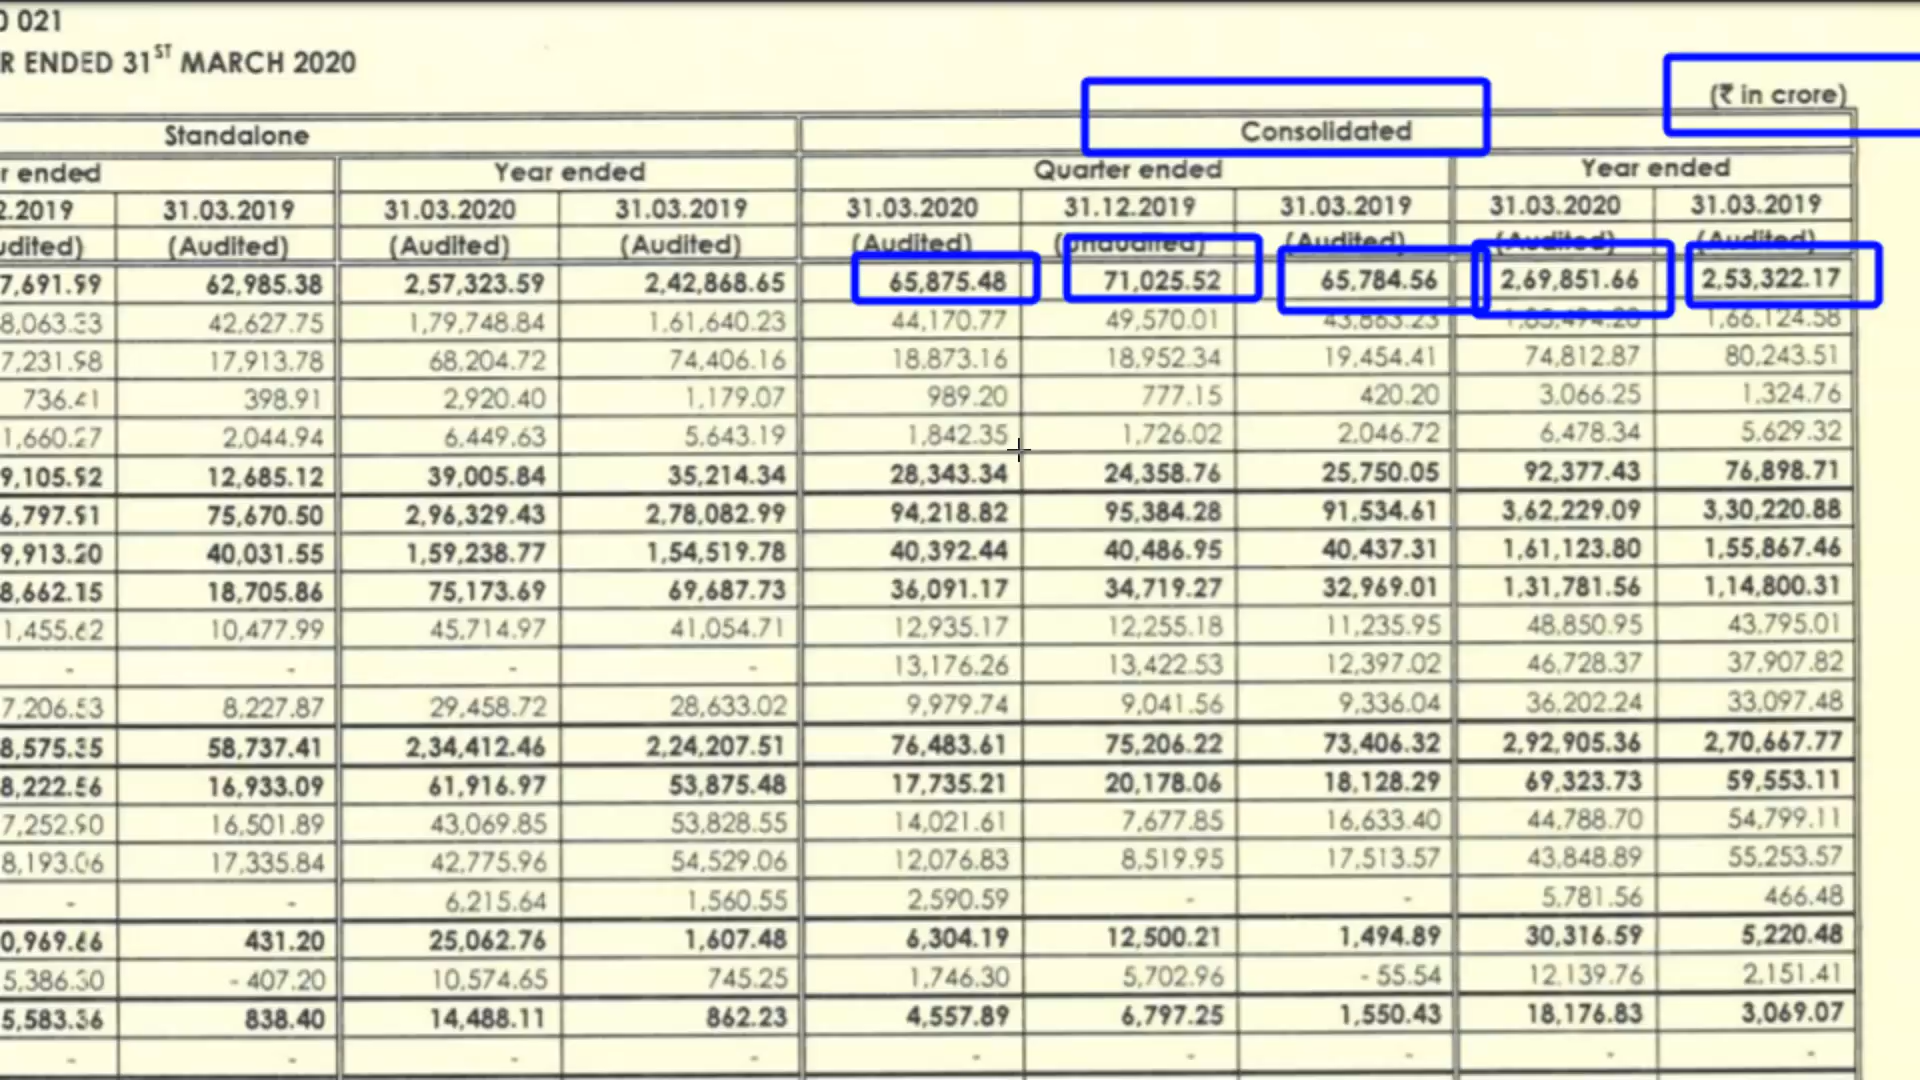 0 021
R ENDED 31ST MARCH 2020
(₹ in crore)
Standalone Consolidated
r ended Year ended Quarter ended Year ended
2.2019 31.03.2019 31.03.2020 31.03.2019 31.03.2020 31.12.2019 31.03.2019 31.03.2020 31.03.2019
udited) (Audited) (Audited) (Audited) (Audited) (Unaudited) (Audited) (Audited) (Audited)
7,691.99 62,985.38 2,57,323.59 2,42,868.65 65,875.48 71,025.52 65,784.56 2,69,851.66 2,53,322.17
8,063.33 42,627.75 1,79,748.84 1,61,640.23 44,170.77 49,570.01 43,863.23 1,85,494.20 1,66,124.58
7,231.98 17,913.78 68,204.72 74,406.16 18,873.16 18,952.34 19,454.41 74,812.87 80,243.51
736.41 398.91 2,920.40 1,179.07 989.20 777.15 420.20 3,066.25 1,324.76
1,660.27 2,044.94 6,449.63 5,643.19 1,842.35 1,726.02 2,046.72 6,478.34 5,629.32
9,105.92 12,685.12 39,005.84 35,214.34 28,343.34 24,358.76 25,750.05 92,377.43 76,898.71
6,797.91 75,670.50 2,96,329.43 2,78,082.99 94,218.82 95,384.28 91,534.61 3,62,229.09 3,30,220.88
9,913.20 40,031.55 1,59,238.77 1,54,519.78 40,392.44 40,486.95 40,437.31 1,61,123.80 1,55,867.46
8,662.15 18,705.86 75,173.69 69,687.73 36,091.17 34,719.27 32,969.01 1,31,781.56 1,14,800.31
1,455.62 10,477.99 45,714.97 41,054.71 12,935.17 12,255.18 11,235.95 48,850.95 43,795.01
- - - - 13,176.26 13,422.53 12,397.02 46,728.37 37,907.82
7,206.53 8,227.87 29,458.72 28,633.02 9,979.74 9,041.56 9,336.04 36,202.24 33,097.48
8,575.35 58,737.41 2,34,412.46 2,24,207.51 76,483.61 75,206.22 73,406.32 2,92,905.36 2,70,667.77
8,222.56 16,933.09 61,916.97 53,875.48 17,735.21 20,178.06 18,128.29 69,323.73 59,553.11
7,252.90 16,501.89 43,069.85 53,828.55 14,021.61 7,677.85 16,633.40 44,788.70 54,799.11
8,193.06 17,335.84 42,775.96 54,529.06 12,076.83 8,519.95 17,513.57 43,848.89 55,253.57
- - 6,215.64 1,560.55 2,590.59 - - 5,781.56 466.48
0,969.66 431.20 25,062.76 1,607.48 6,304.19 12,500.21 1,494.89 30,316.59 5,220.48
5,386.30 - 407.20 10,574.65 745.25 1,746.30 5,702.96 - 55.54 12,139.76 2,151.41
5,583.36 838.40 14,488.11 862.23 4,557.89 6,797.25 1,550.43 18,176.83 3,069.07
- - - - - - - - -